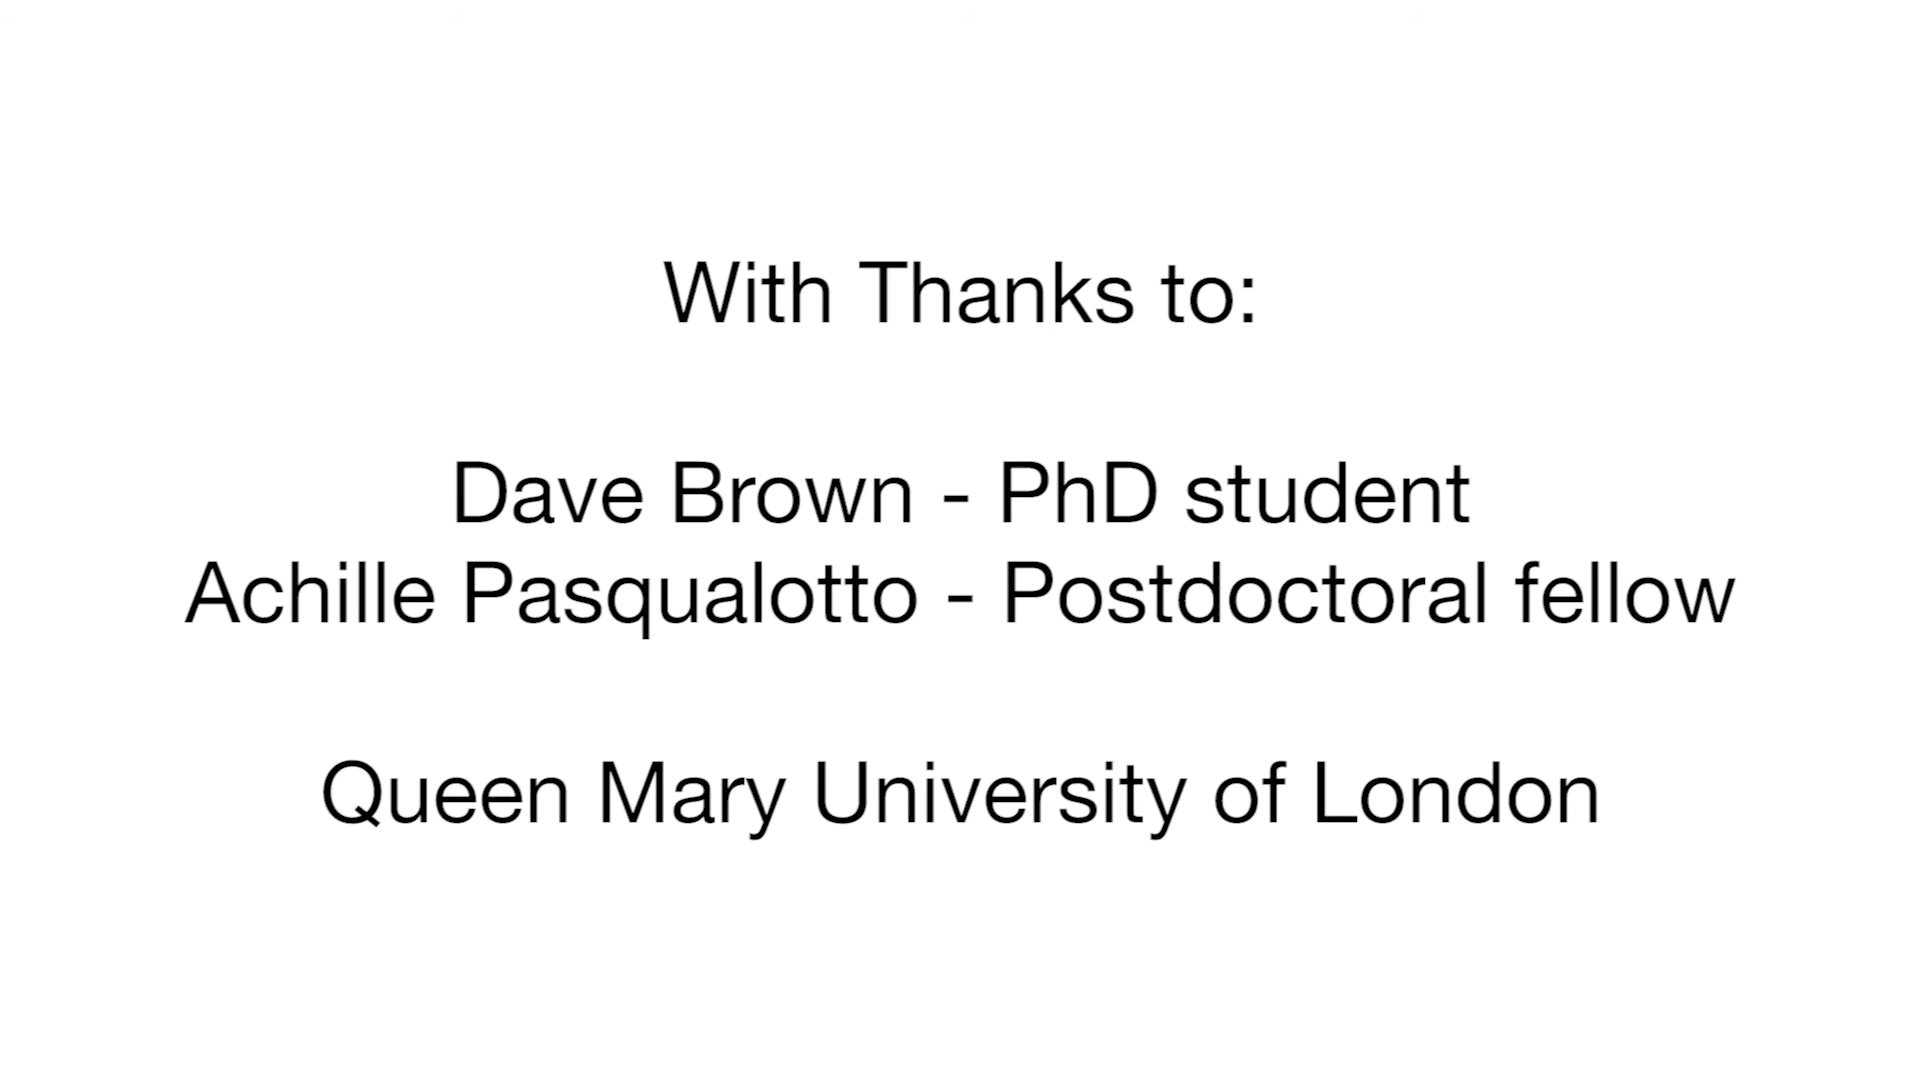 With Thanks to:
Dave Brown - PhD student
Achille Pasqualotto - Postdoctoral fellow
Queen Mary University of London